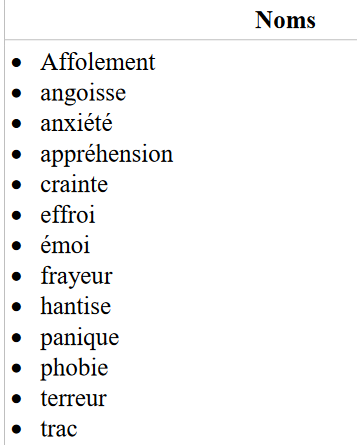 Noms
Affolement
angoisse
anxiété
appréhension
crainte
effroi
émoi
frayeur
hantise
panique
phobie
terreur
trac